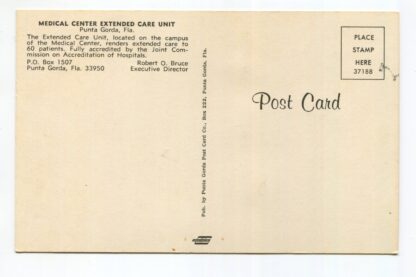 MEDICAL CENTER EXTENDED CARE UNIT
Punta Gorda, Fla.
The Extended Care Unit, located on the campus
of the Medical Center, renders extended care to
60 patients. Fully accredited by the Joint Com-
mission on Accreditation of Hospitals.
P.O. Box 1507 Robert O. Bruce
Punta Gorda, Fla. 33950 Executive Director
Pub. by Punta Gorda Post Card Co., Box 222, Punta Gorda, Fla.
Post Card
PLACE
STAMP
HERE
37188